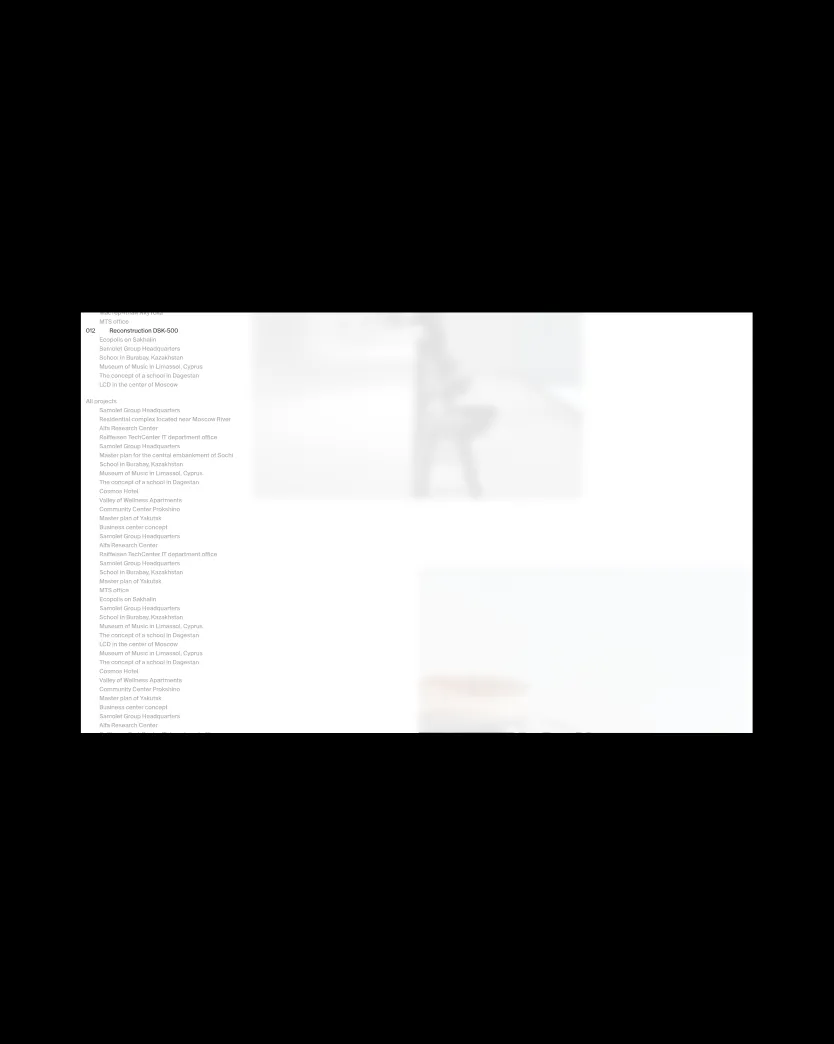 MTS office
012 Reconstruction DSK-500
Ecopolis on Sakhalin
Samolet Group Headquarters
School in Burabay, Kazakhstan
Museum of Music in Limassol, Cyprus
The concept of a school in Dagestan
LCD in the center of Moscow
All projects
Samolet Group Headquarters
Residential complex located near Moscow River
Alfa Research Center
Raiffeisen TechCenter IT department office
Samolet Group Headquarters
Master plan for the central embankment of Sochi
School in Burabay, Kazakhstan
Museum of Music in Limassol, Cyprus
The concept of a school in Dagestan
Cosmos Hotel
Valley of Wellness Apartments
Community Center Prokshino
Master plan of Yakutsk
Business center concept
Samolet Group Headquarters
Alfa Research Center
Raiffeisen TechCenter IT department office
Samolet Group Headquarters
School in Burabay, Kazakhstan
Master plan of Yakutsk
MTS office
Ecopolis on Sakhalin
Samolet Group Headquarters
School in Burabay, Kazakhstan
Museum of Music in Limassol, Cyprus
The concept of a school in Dagestan
LCD in the center of Moscow
Museum of Music in Limassol, Cyprus
The concept of a school in Dagestan
Cosmos Hotel
Valley of Wellness Apartments
Community Center Prokshino
Master plan of Yakutsk
Business center concept
Samolet Group Headquarters
Alfa Research Center